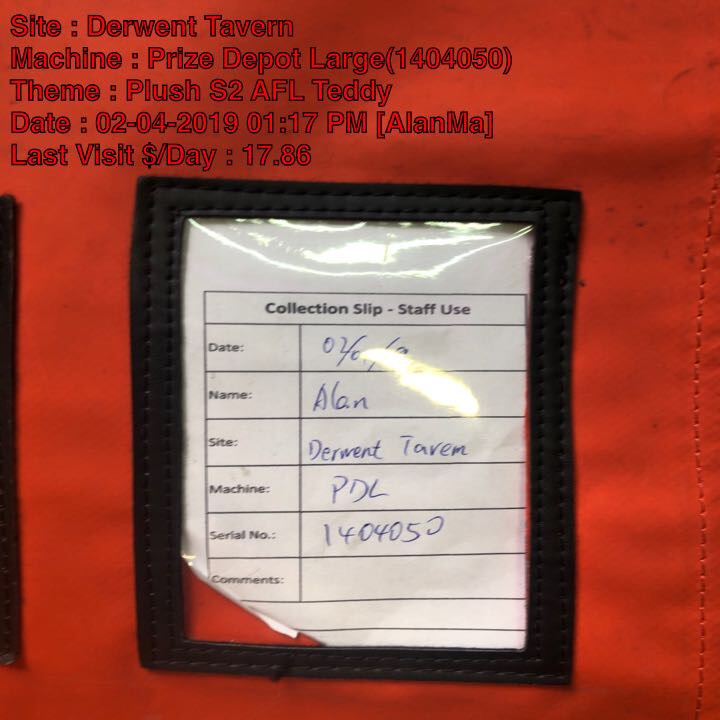 Site : Derwent Tavern
Machine : Prize Depot Large(1404050)
Theme : Plush S2 AFL Teddy
Date : 02-04-2019 01:17 PM [AlanMa]
Last Visit $/Day : 17.86
Collection Slip - Staff Use
Date:
Name: Alan
Site: Derwent Tavern
Machine: PDL
Serial No.: 1404050
Comments: